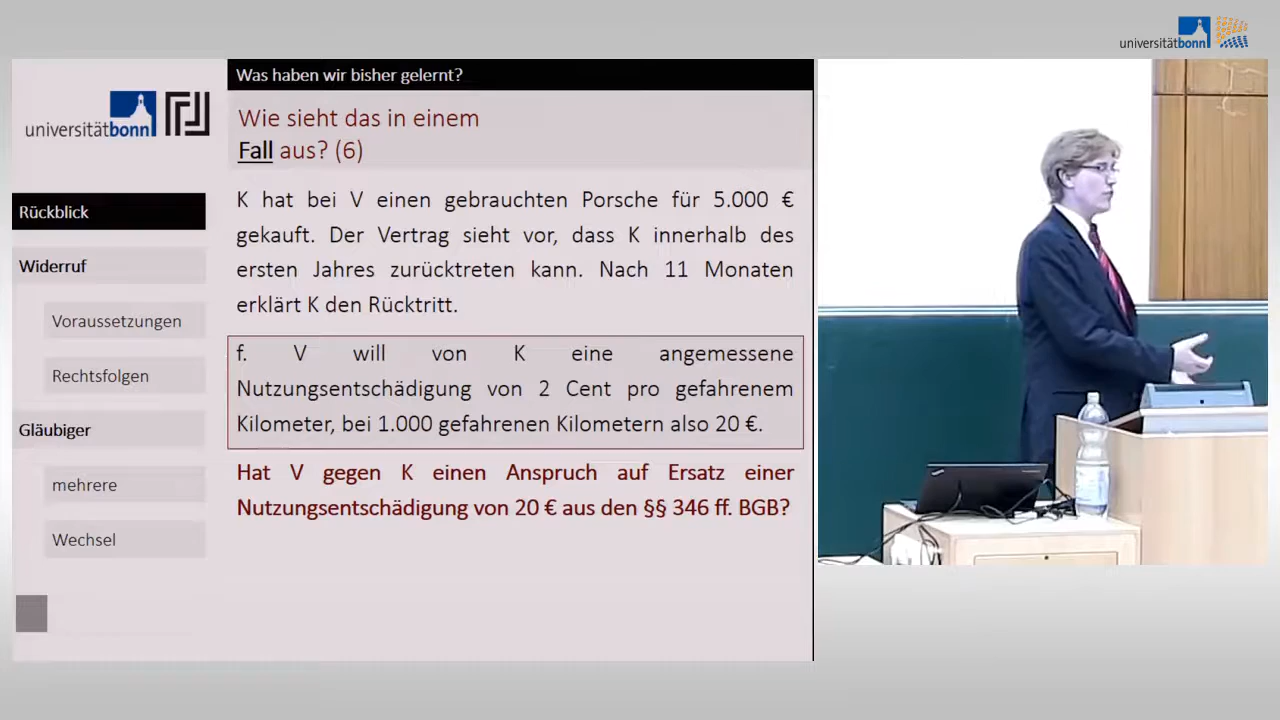 universitätbonn
Was haben wir bisher gelernt?
universitätbonn
Wie sieht das in einem
Fall aus? (6)
Rückblick
Widerruf
Voraussetzungen
Rechtsfolgen
Gläubiger
mehrere
Wechsel
K hat bei V einen gebrauchten Porsche für 5.000 €
gekauft. Der Vertrag sieht vor, dass K innerhalb des
ersten Jahres zurücktreten kann. Nach 11 Monaten
erklärt K den Rücktritt.
f. V will von K eine angemessene
Nutzungsentschädigung von 2 Cent pro gefahrenem
Kilometer, bei 1.000 gefahrenen Kilometern also 20 €.
Hat V gegen K einen Anspruch auf Ersatz einer
Nutzungsentschädigung von 20 € aus den §§ 346 ff. BGB?